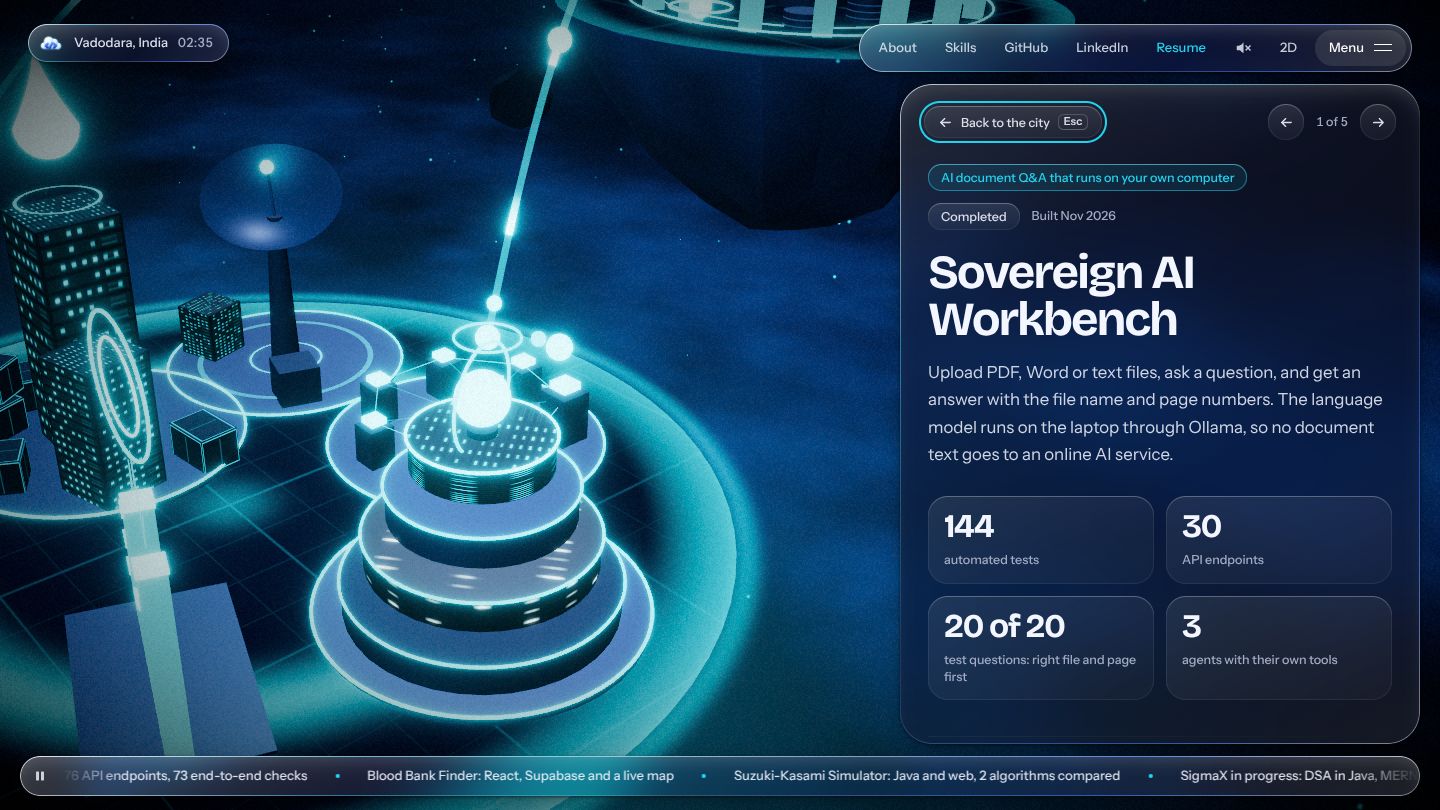 Vadodara, India 02:35
About Skills GitHub LinkedIn Resume 2D Menu
Back to the city Esc
1 of 5
AI document Q&A that runs on your own computer
Completed Built Nov 2026
Sovereign AI
Workbench
Upload PDF, Word or text files, ask a question, and get an
answer with the file name and page numbers. The language
model runs on the laptop through Ollama, so no document
text goes to an online AI service.
144
automated tests
30
API endpoints
20 of 20
test questions: right file and page
first
3
agents with their own tools
76 API endpoints, 73 end-to-end checks • Blood Bank Finder: React, Supabase and a live map • Suzuki-Kasami Simulator: Java and web, 2 algorithms compared • SigmaX in progress: DSA in Java,